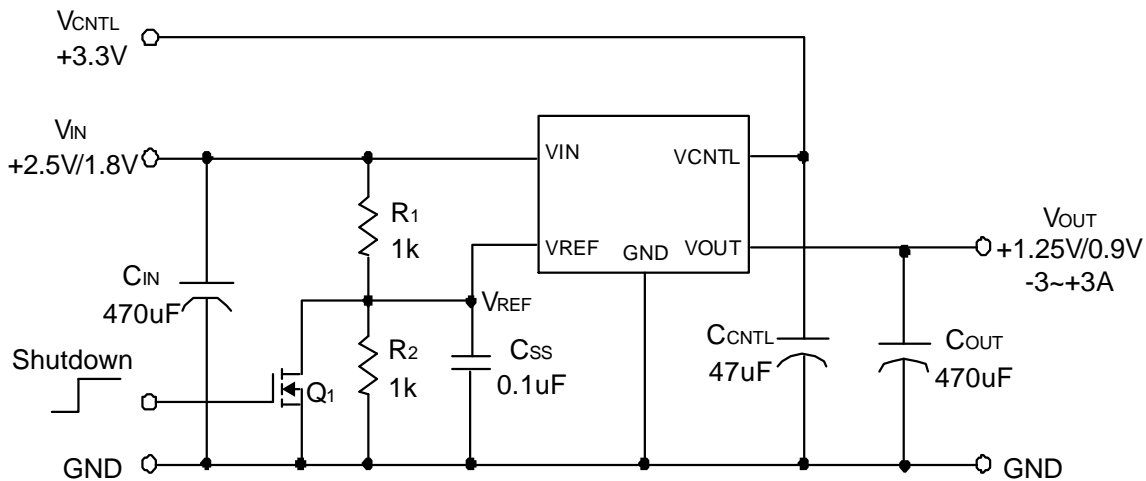 VCNTL
+3.3V
VIN
+2.5V/1.8V
VIN
VCNTL
R1
1k
VREF
GND
VOUT
VOUT
+1.25V/0.9V
-3~+3A
CIN
470uF
VREF
Shutdown
Q1
R2
1k
CSS
0.1uF
CCNTL
47uF
COUT
470uF
GND
GND